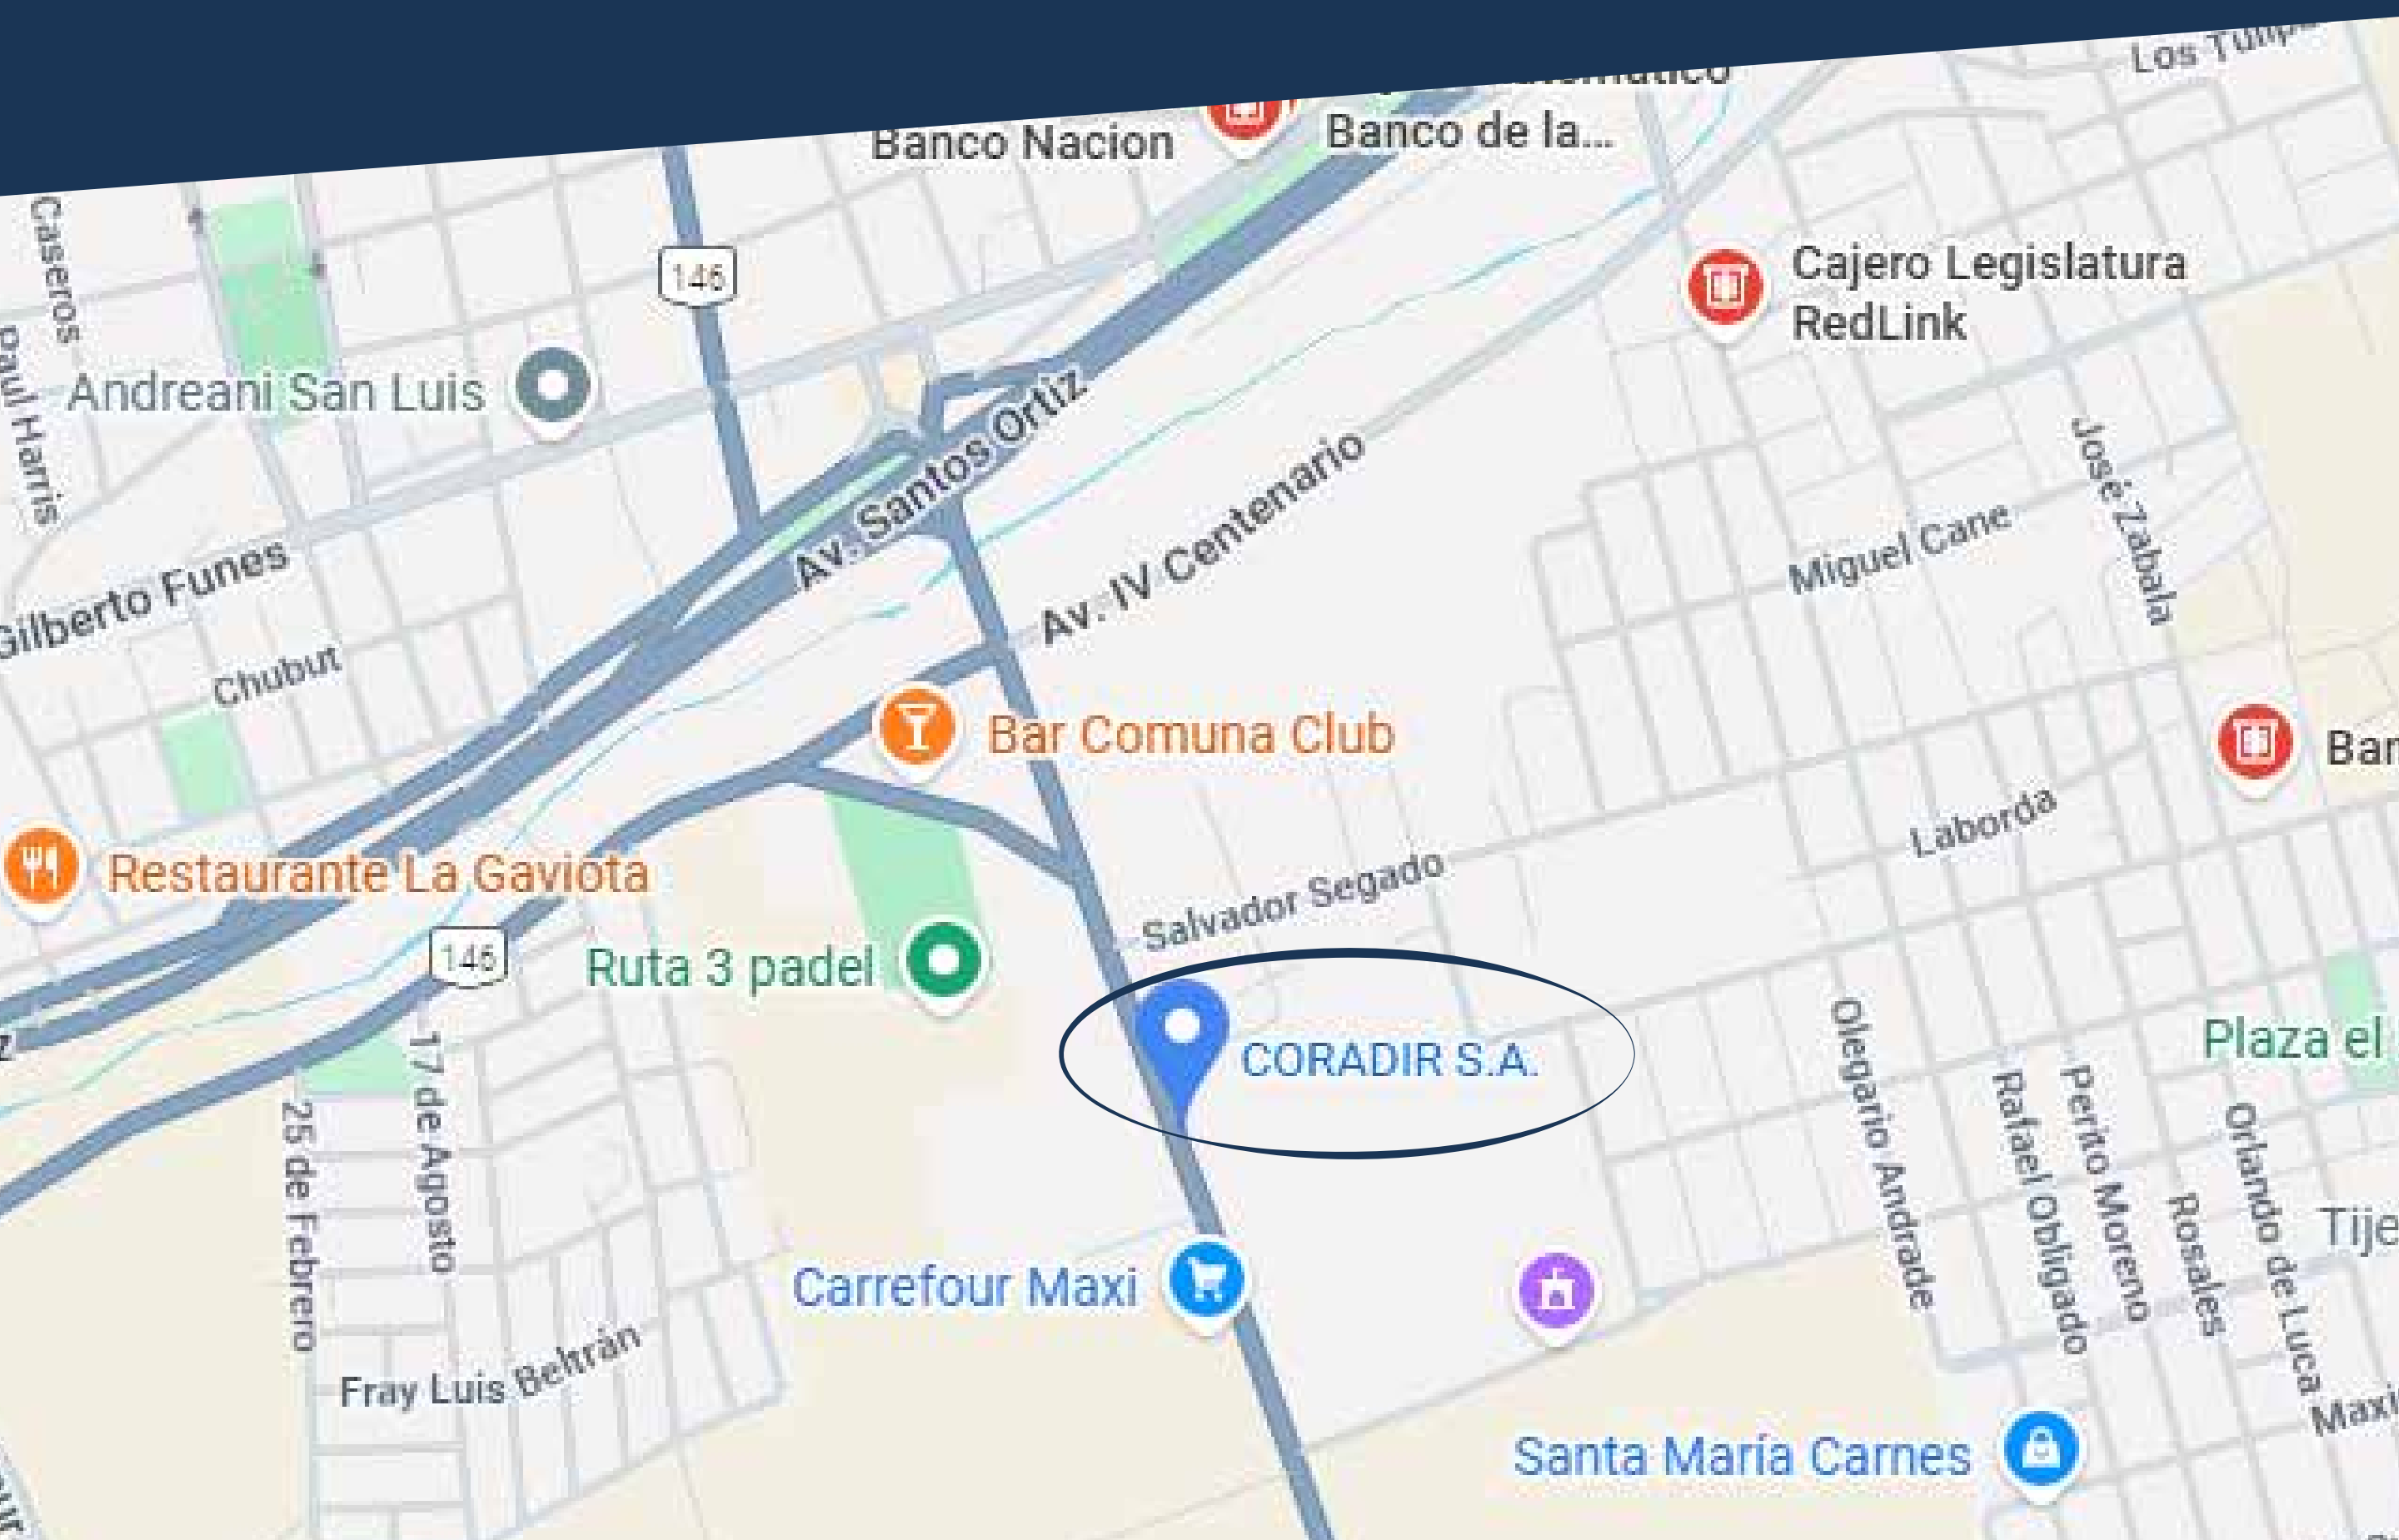 Los
Banco Nacion
Banco de la...
Caseros
Paul Harris
146
Cajero Legislatura
RedLink
Andreani San Luis
Av. Santos Ortiz
Av. IV Centenario
José Zabala
Miguel Cane
Gilberto Funes
Chubut
Bar Comuna Club
Laborda
Restaurante La Gaviota
Salvador Segado
146
Ruta 3 padel
CORADIR S.A.
Plaza el
17 de Agosto
25 de Febrero
Olegario Andrade
Rafael Obligado
Perito Moreno
Rosales
Orlando de Luca
Carrefour Maxi
Fray Luis Beltrán
Santa María Carnes